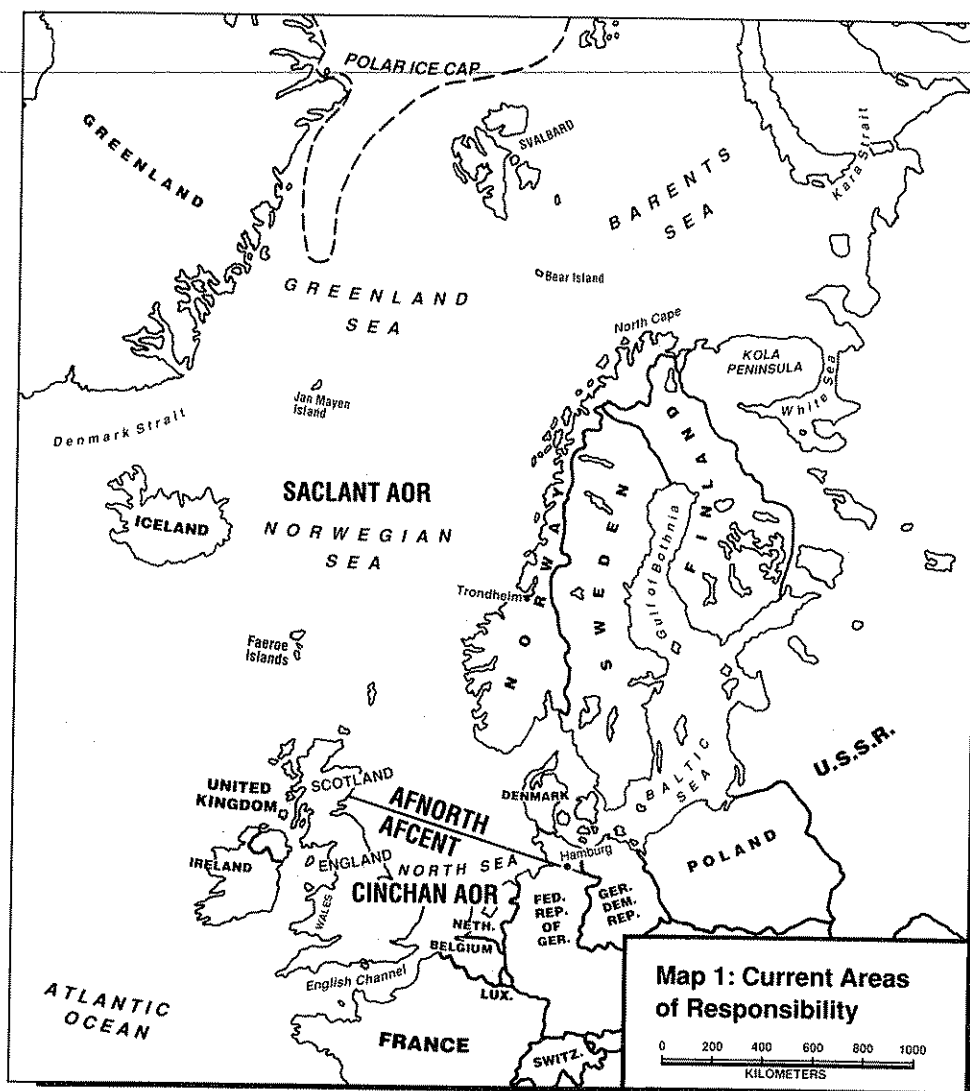 POLAR ICE CAP
GREENLAND
SVALBARD
Kara Strait
BARENTS
SEA
Bear Island
GREENLAND
SEA
North Cape
KOLA
PENINSULA
White Sea
Jan Mayen
Island
Denmark Strait
SACLANT AOR
ICELAND
NORWEGIAN
SEA
NORWAY
SWEDEN
Gulf of Bothnia
FINLAND
Trondheim
Faeroe
Islands
U.S.S.R.
SCOTLAND
UNITED
KINGDOM
AFNORTH
AFCENT
DENMARK
BALTIC
SEA
Hamburg
POLAND
IRELAND
ENGLAND
NORTH SEA
WALES
CINCHAN AOR
FED.
REP.
OF
GER.
GER.
DEM.
REP.
NETH.
BELGIUM
English Channel
LUX.
ATLANTIC
OCEAN
FRANCE
SWITZ.
Map 1: Current Areas
of Responsibility
0 200 400 600 800 1000
KILOMETERS